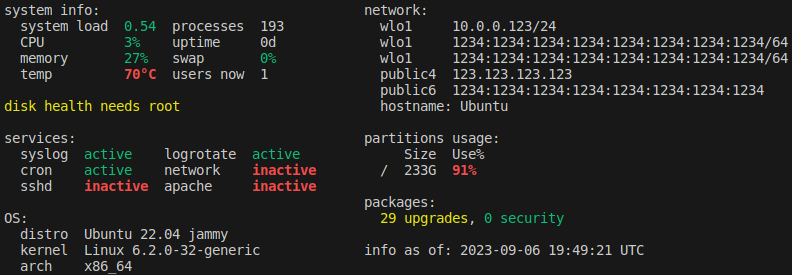 system info:
system load 0.54 processes 193
CPU 3% uptime 0d
memory 27% swap 0%
temp 70°C users now 1
disk health needs root
services:
syslog active logrotate active
cron active network inactive
sshd inactive apache inactive
OS:
distro Ubuntu 22.04 jammy
kernel Linux 6.2.0-32-generic
arch x86_64
network:
wlo1 10.0.0.123/24
wlo1 1234:1234:1234:1234:1234:1234:1234:1234/64
wlo1 1234:1234:1234:1234:1234:1234:1234:1234/64
public4 123.123.123.123
public6 1234:1234:1234:1234:1234:1234:1234:1234
hostname: Ubuntu
partitions usage:
Size Use%
/ 233G 91%
packages:
29 upgrades, 0 security
info as of: 2023-09-06 19:49:21 UTC